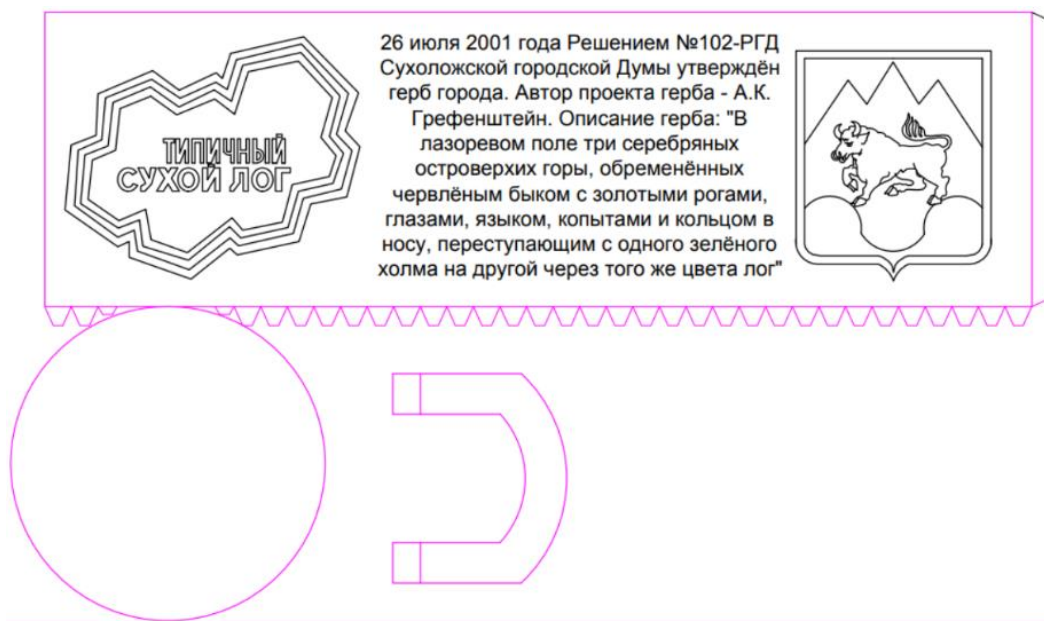 ТИПИЧНЫЙ
СУХОЙ ЛОГ
26 июля 2001 года Решением №102-РГД
Сухоложской городской Думы утверждён
герб города. Автор проекта герба - А.К.
Грефенштейн. Описание герба: "В
лазоревом поле три серебряных
островерхих горы, обременённых
червлёным быком с золотыми рогами,
глазами, языком, копытами и кольцом в
носу, переступающим с одного зелёного
холма на другой через того же цвета лог"